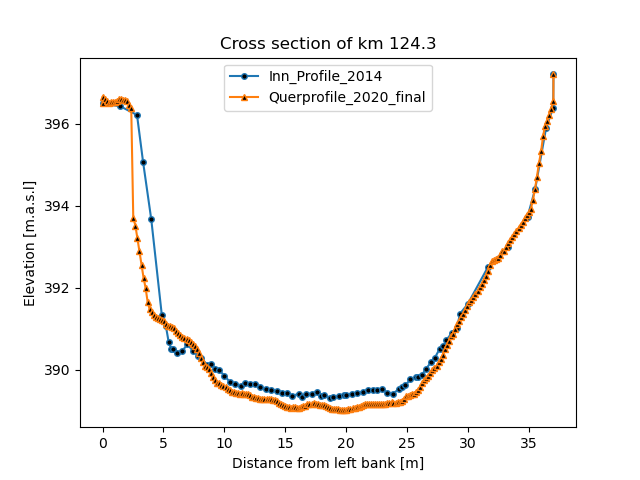 Cross section of km 124.3
Inn_Profile_2014
Querprofile_2020_final
Elevation [m.a.s.l]
396
394
392
390
0 5 10 15 20 25 30 35
Distance from left bank [m]